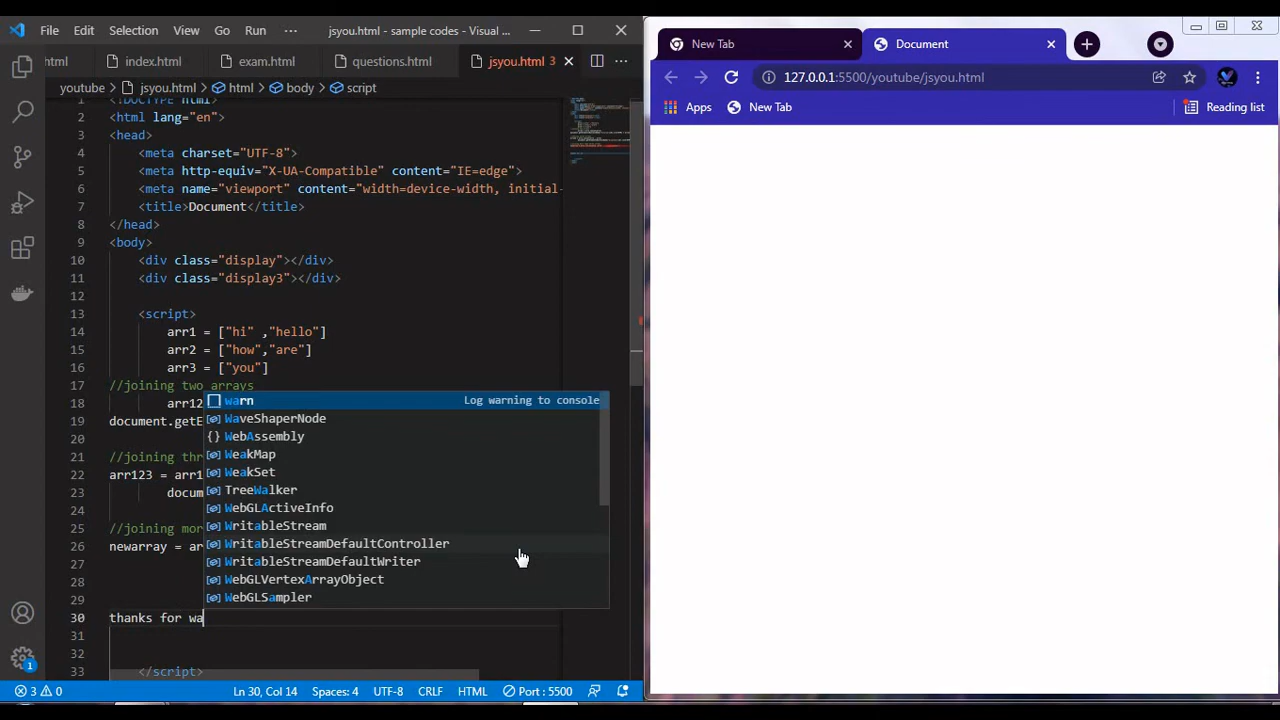 File Edit Selection View Go Run ··· jsyou.html - sample codes - Visual ...
html index.html exam.html questions.html jsyou.html 3
youtube > jsyou.html > html > body > script
1 <!DOCTYPE html>
2 <html lang="en">
3 <head>
4 <meta charset="UTF-8">
5 <meta http-equiv="X-UA-Compatible" content="IE=edge">
6 <meta name="viewport" content="width=device-width, initial-
7 <title>Document</title>
8 </head>
9 <body>
10 <div class="display"></div>
11 <div class="display3"></div>
12
13 <script>
14 arr1 = ["hi" ,"hello"]
15 arr2 = ["how","are"]
16 arr3 = ["you"]
17 //joining two arrays
18 arr12
19 document.getE
20
21 //joining thr
22 arr123 = arr1
23 docum
24
25 //joining mor
26 newarray = ar
27
28
29
30 thanks for wa
31
32
33 </script>
warn Log warning to console
WaveShaperNode
WebAssembly
WeakMap
WeakSet
TreeWalker
WebGLActiveInfo
WritableStream
WritableStreamDefaultController
WritableStreamDefaultWriter
WebGLVertexArrayObject
WebGLSampler
1
3 0 Ln 30, Col 14 Spaces: 4 UTF-8 CRLF HTML Port : 5500
New Tab Document
127.0.0.1:5500/youtube/jsyou.html
Apps New Tab Reading list